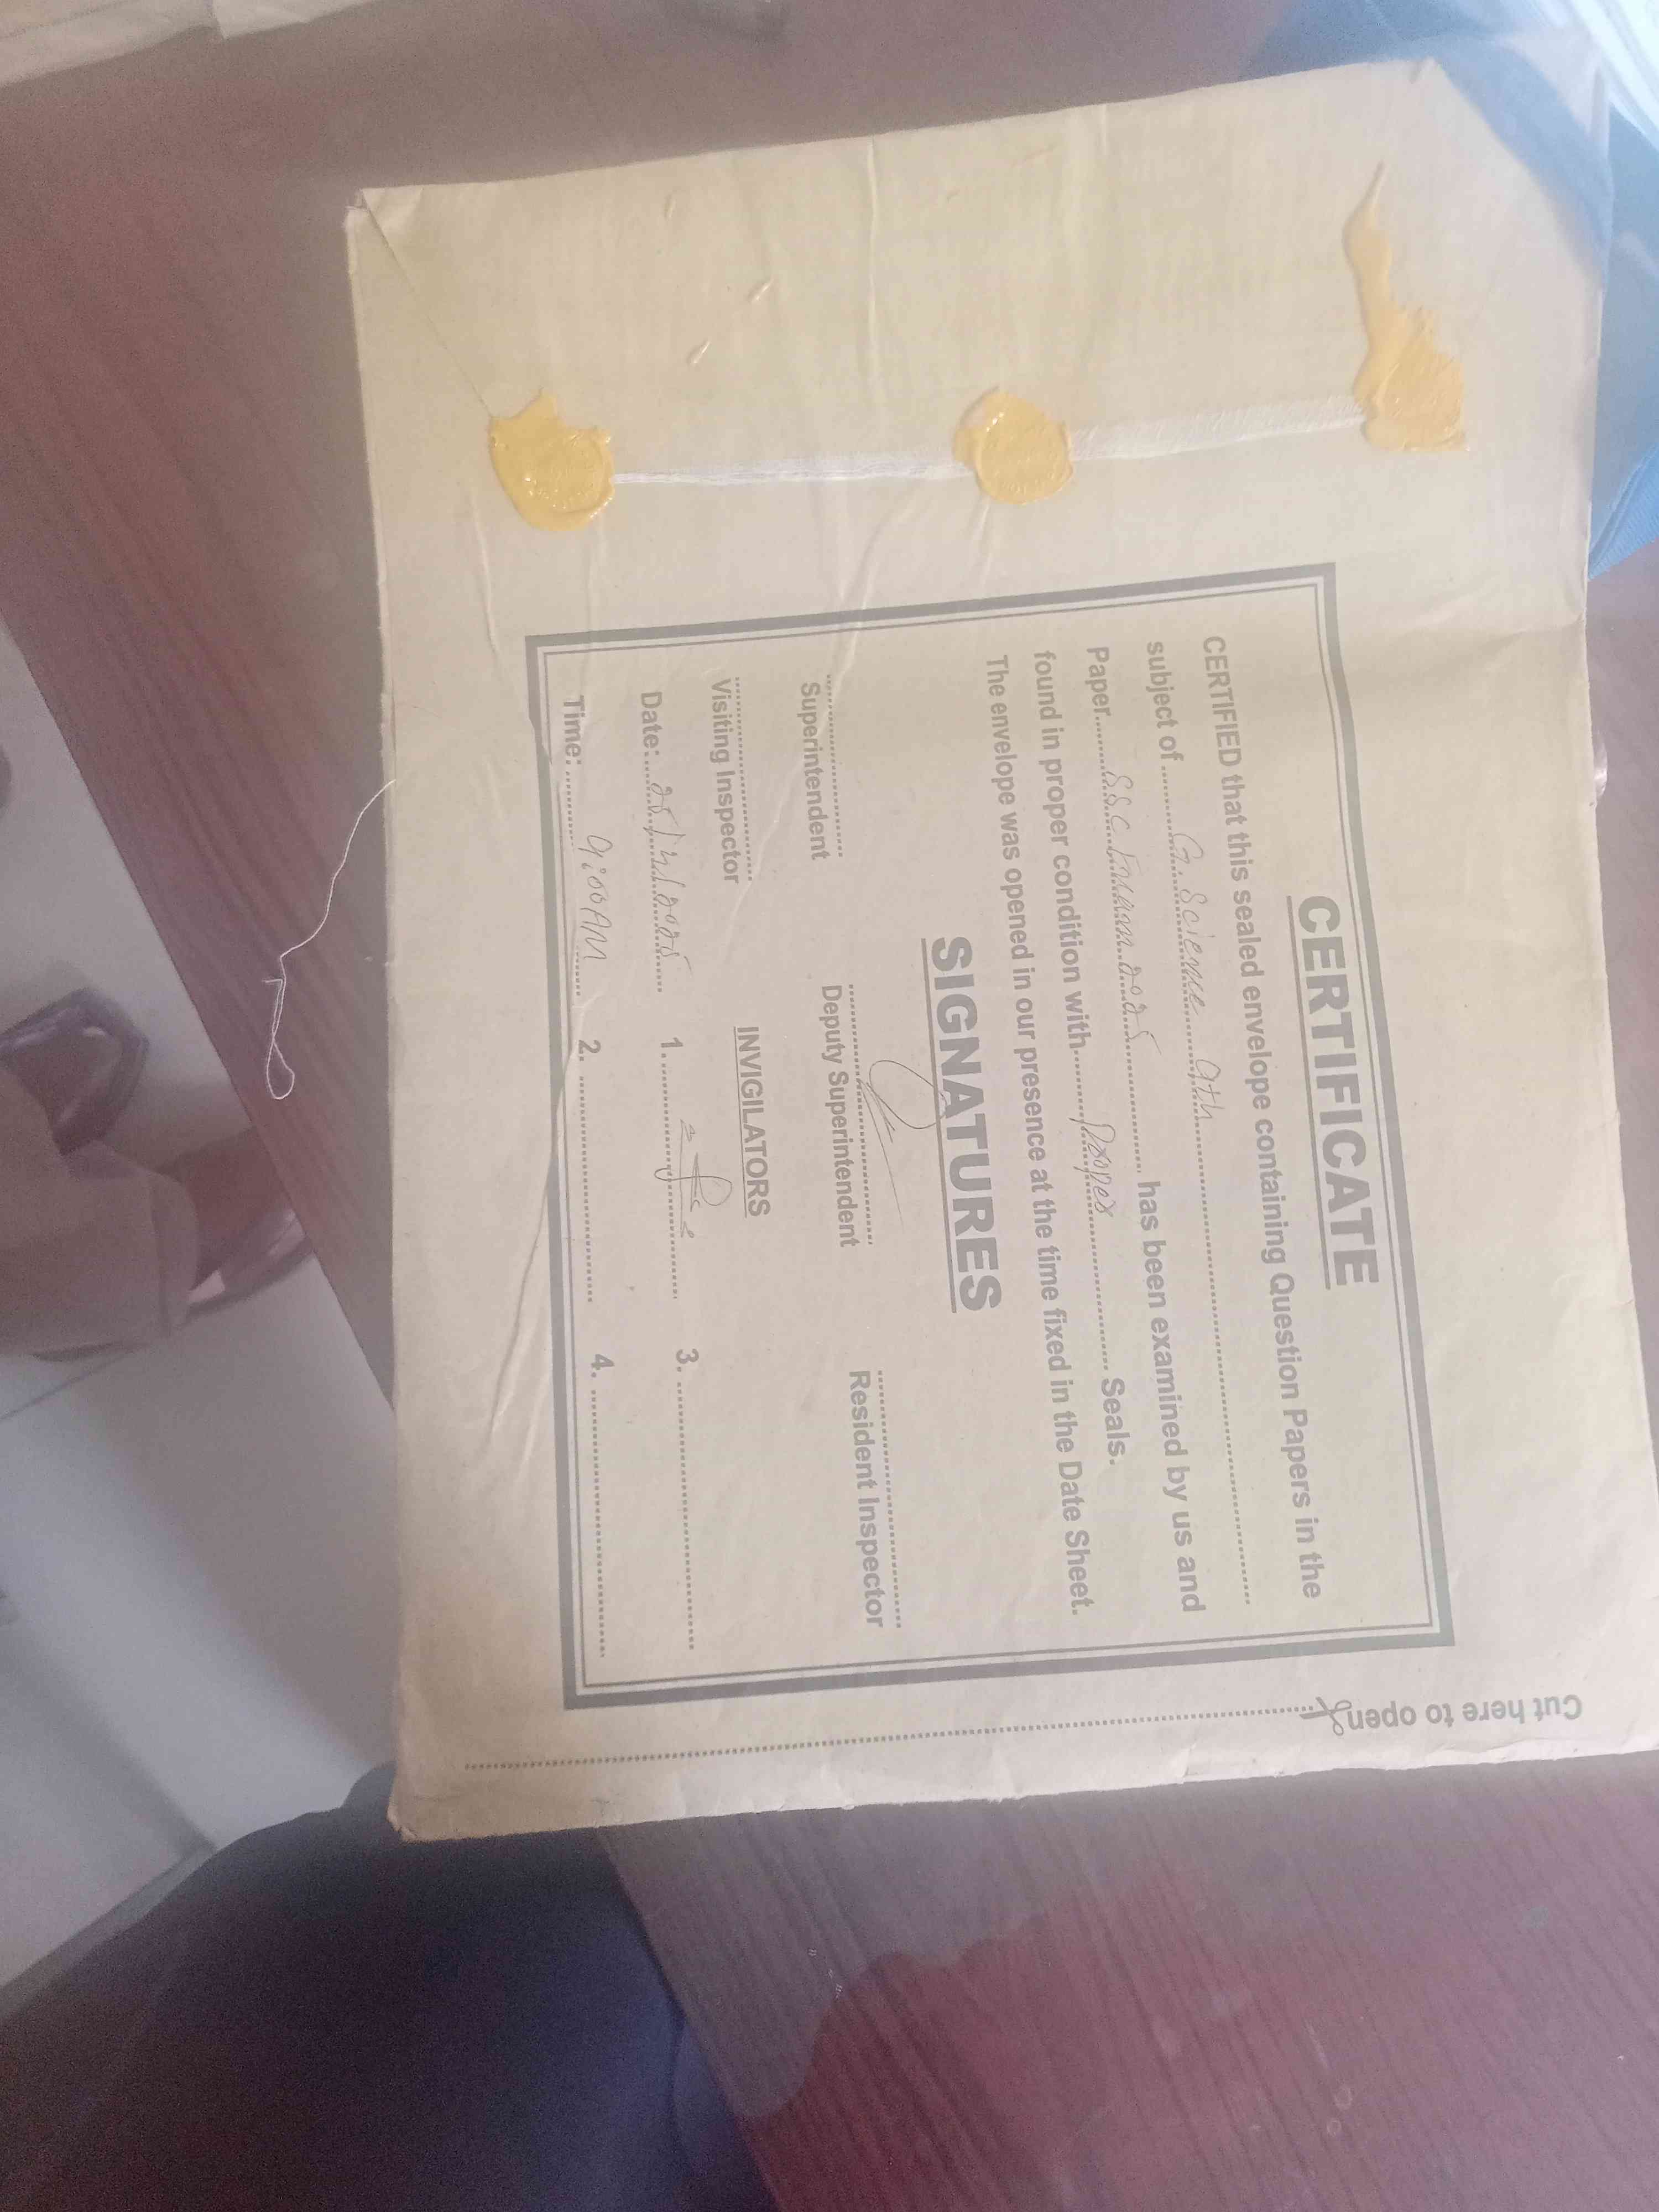 CERTIFICATE
CERTIFIED that this sealed envelope containing Question Papers in the
subject of G. Science 9th
Paper S.S.C. Exam 2025 has been examined by us and
found in proper condition with Proper Seals.
The envelope was opened in our presence at the time fixed in the Date Sheet.
SIGNATURES
Superintendent Deputy Superintendent Resident Inspector
Visiting Inspector INVIGILATORS
Date: 25/4/2025 1. 3.
Time: 9:00 AM 2. 4.
Cut here to open